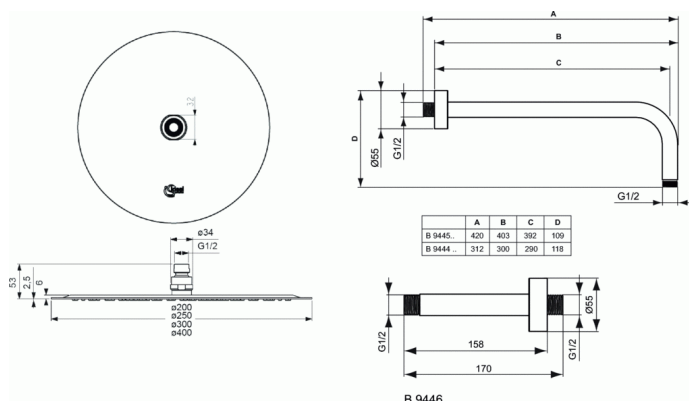 32
ø34
G1/2
53
2.5
6
ø200
ø250
ø300
ø400
A
B
C
D
Ø55
G1/2
G1/2
A B C D
B 9445.. 420 403 392 109
B 9444 .. 312 300 290 118
G1/2
158
170
G1/2
Ø55
B 9446